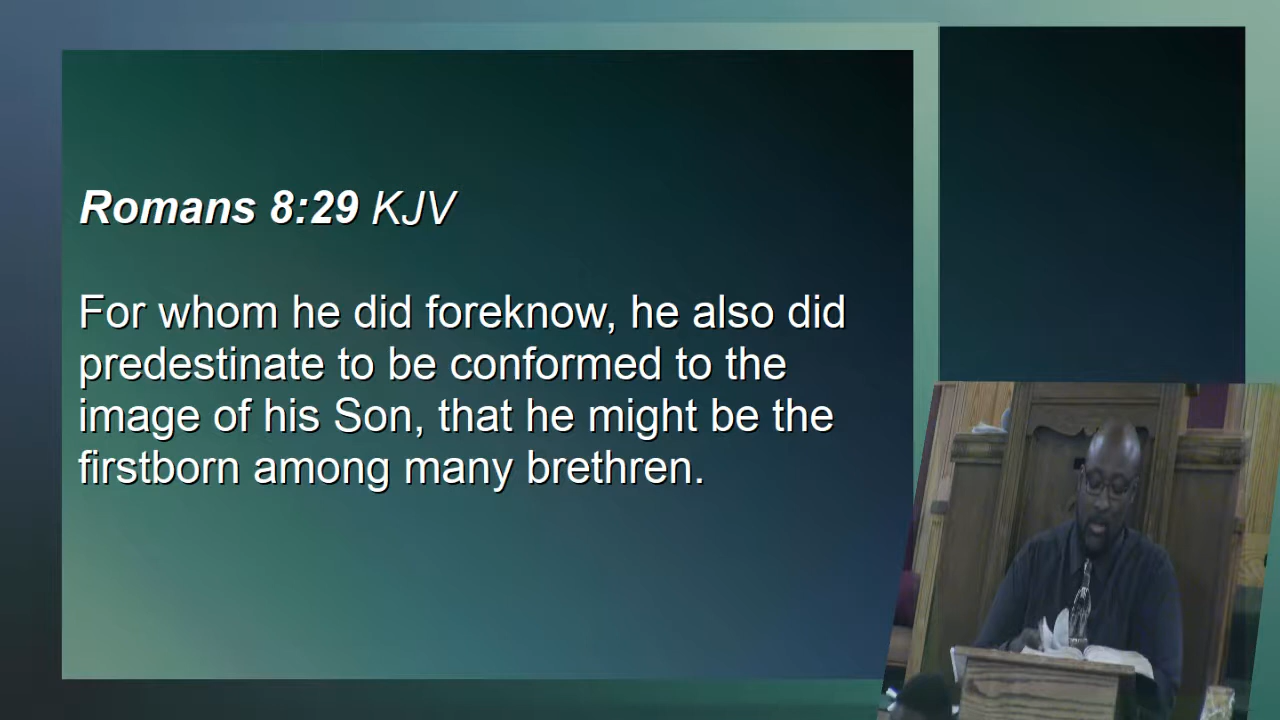 Romans 8:29 KJV
For whom he did foreknow, he also did
predestinate to be conformed to the
image of his Son, that he might be the
firstborn among many brethren.